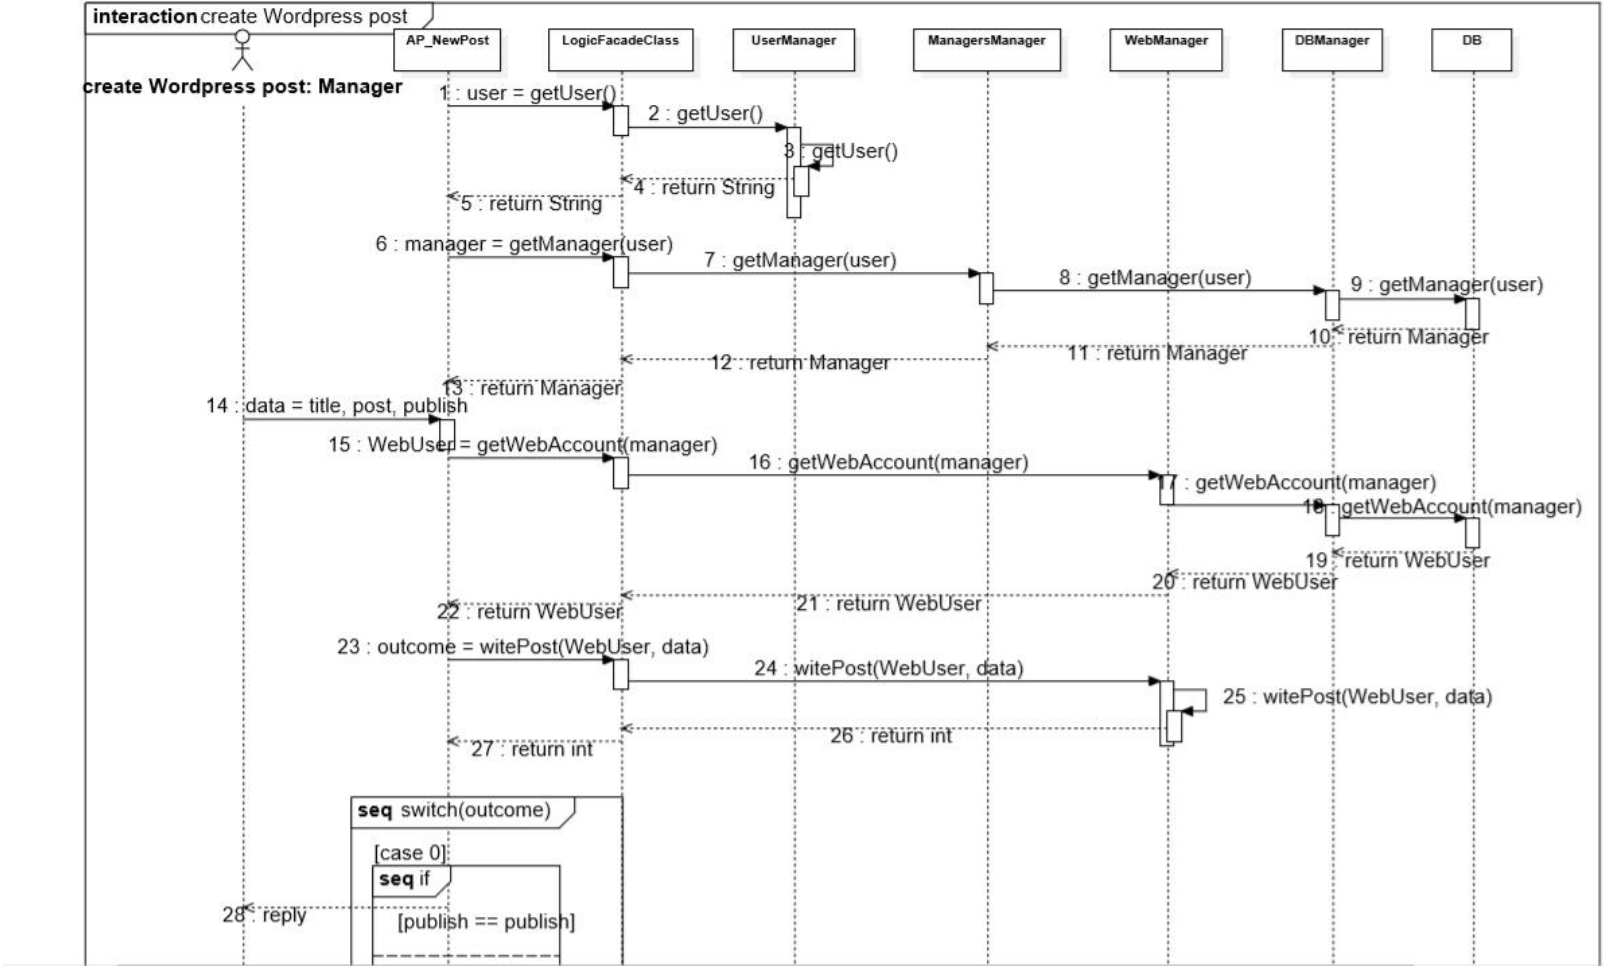 interaction create Wordpress post
AP_NewPost
LogicFacadeClass
UserManager
ManagersManager
WebManager
DBManager
DB
create Wordpress post: Manager
1 : user = getUser()
2 : getUser()
3 : getUser()
4 : return String
5 : return String
6 : manager = getManager(user)
7 : getManager(user)
8 : getManager(user)
9 : getManager(user)
10 : return Manager
11 : return Manager
12 : return Manager
13 : return Manager
14 : data = title, post, publish
15 : WebUser = getWebAccount(manager)
16 : getWebAccount(manager)
17 : getWebAccount(manager)
18 : getWebAccount(manager)
19 : return WebUser
20 : return WebUser
21 : return WebUser
22 : return WebUser
23 : outcome = witePost(WebUser, data)
24 : witePost(WebUser, data)
25 : witePost(WebUser, data)
26 : return int
27 : return int
seq switch(outcome)
[case 0]
seq if
28 : reply
[publish == publish]